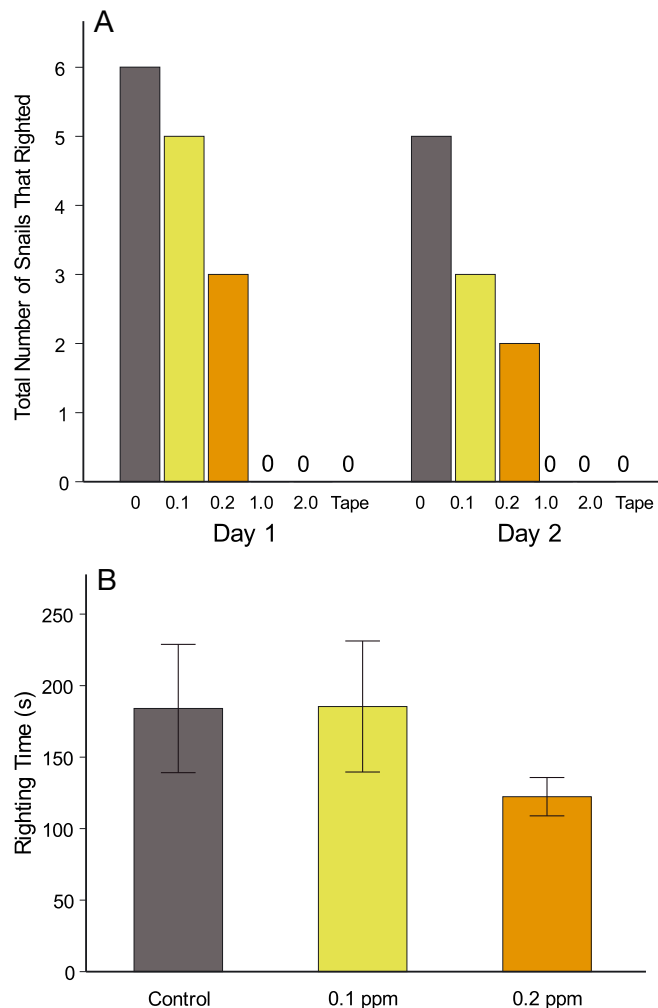 A
Total Number of Snails That Righted
6
5
4
3
2
1
0
0 0 0
0 0 0
0 0.1 0.2 1.0 2.0 Tape
0 0.1 0.2 1.0 2.0 Tape
Day 1
Day 2
B
Righting Time (s)
250
200
150
100
50
0
Control 0.1 ppm 0.2 ppm